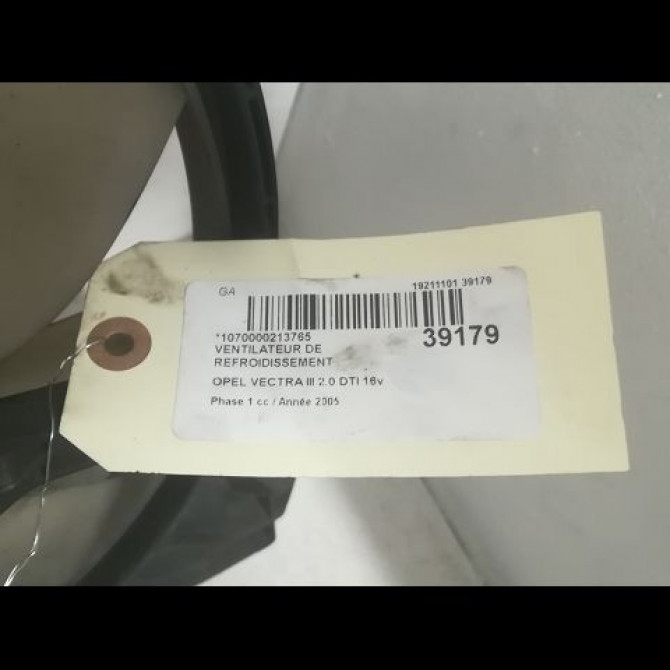 GA 19211101 39179
*1070000213765 39179
VENTILATEUR DE
REFROIDISSEMENT
OPEL VECTRA III 2.0 DTI 16v
Phase 1 cc / Année 2005